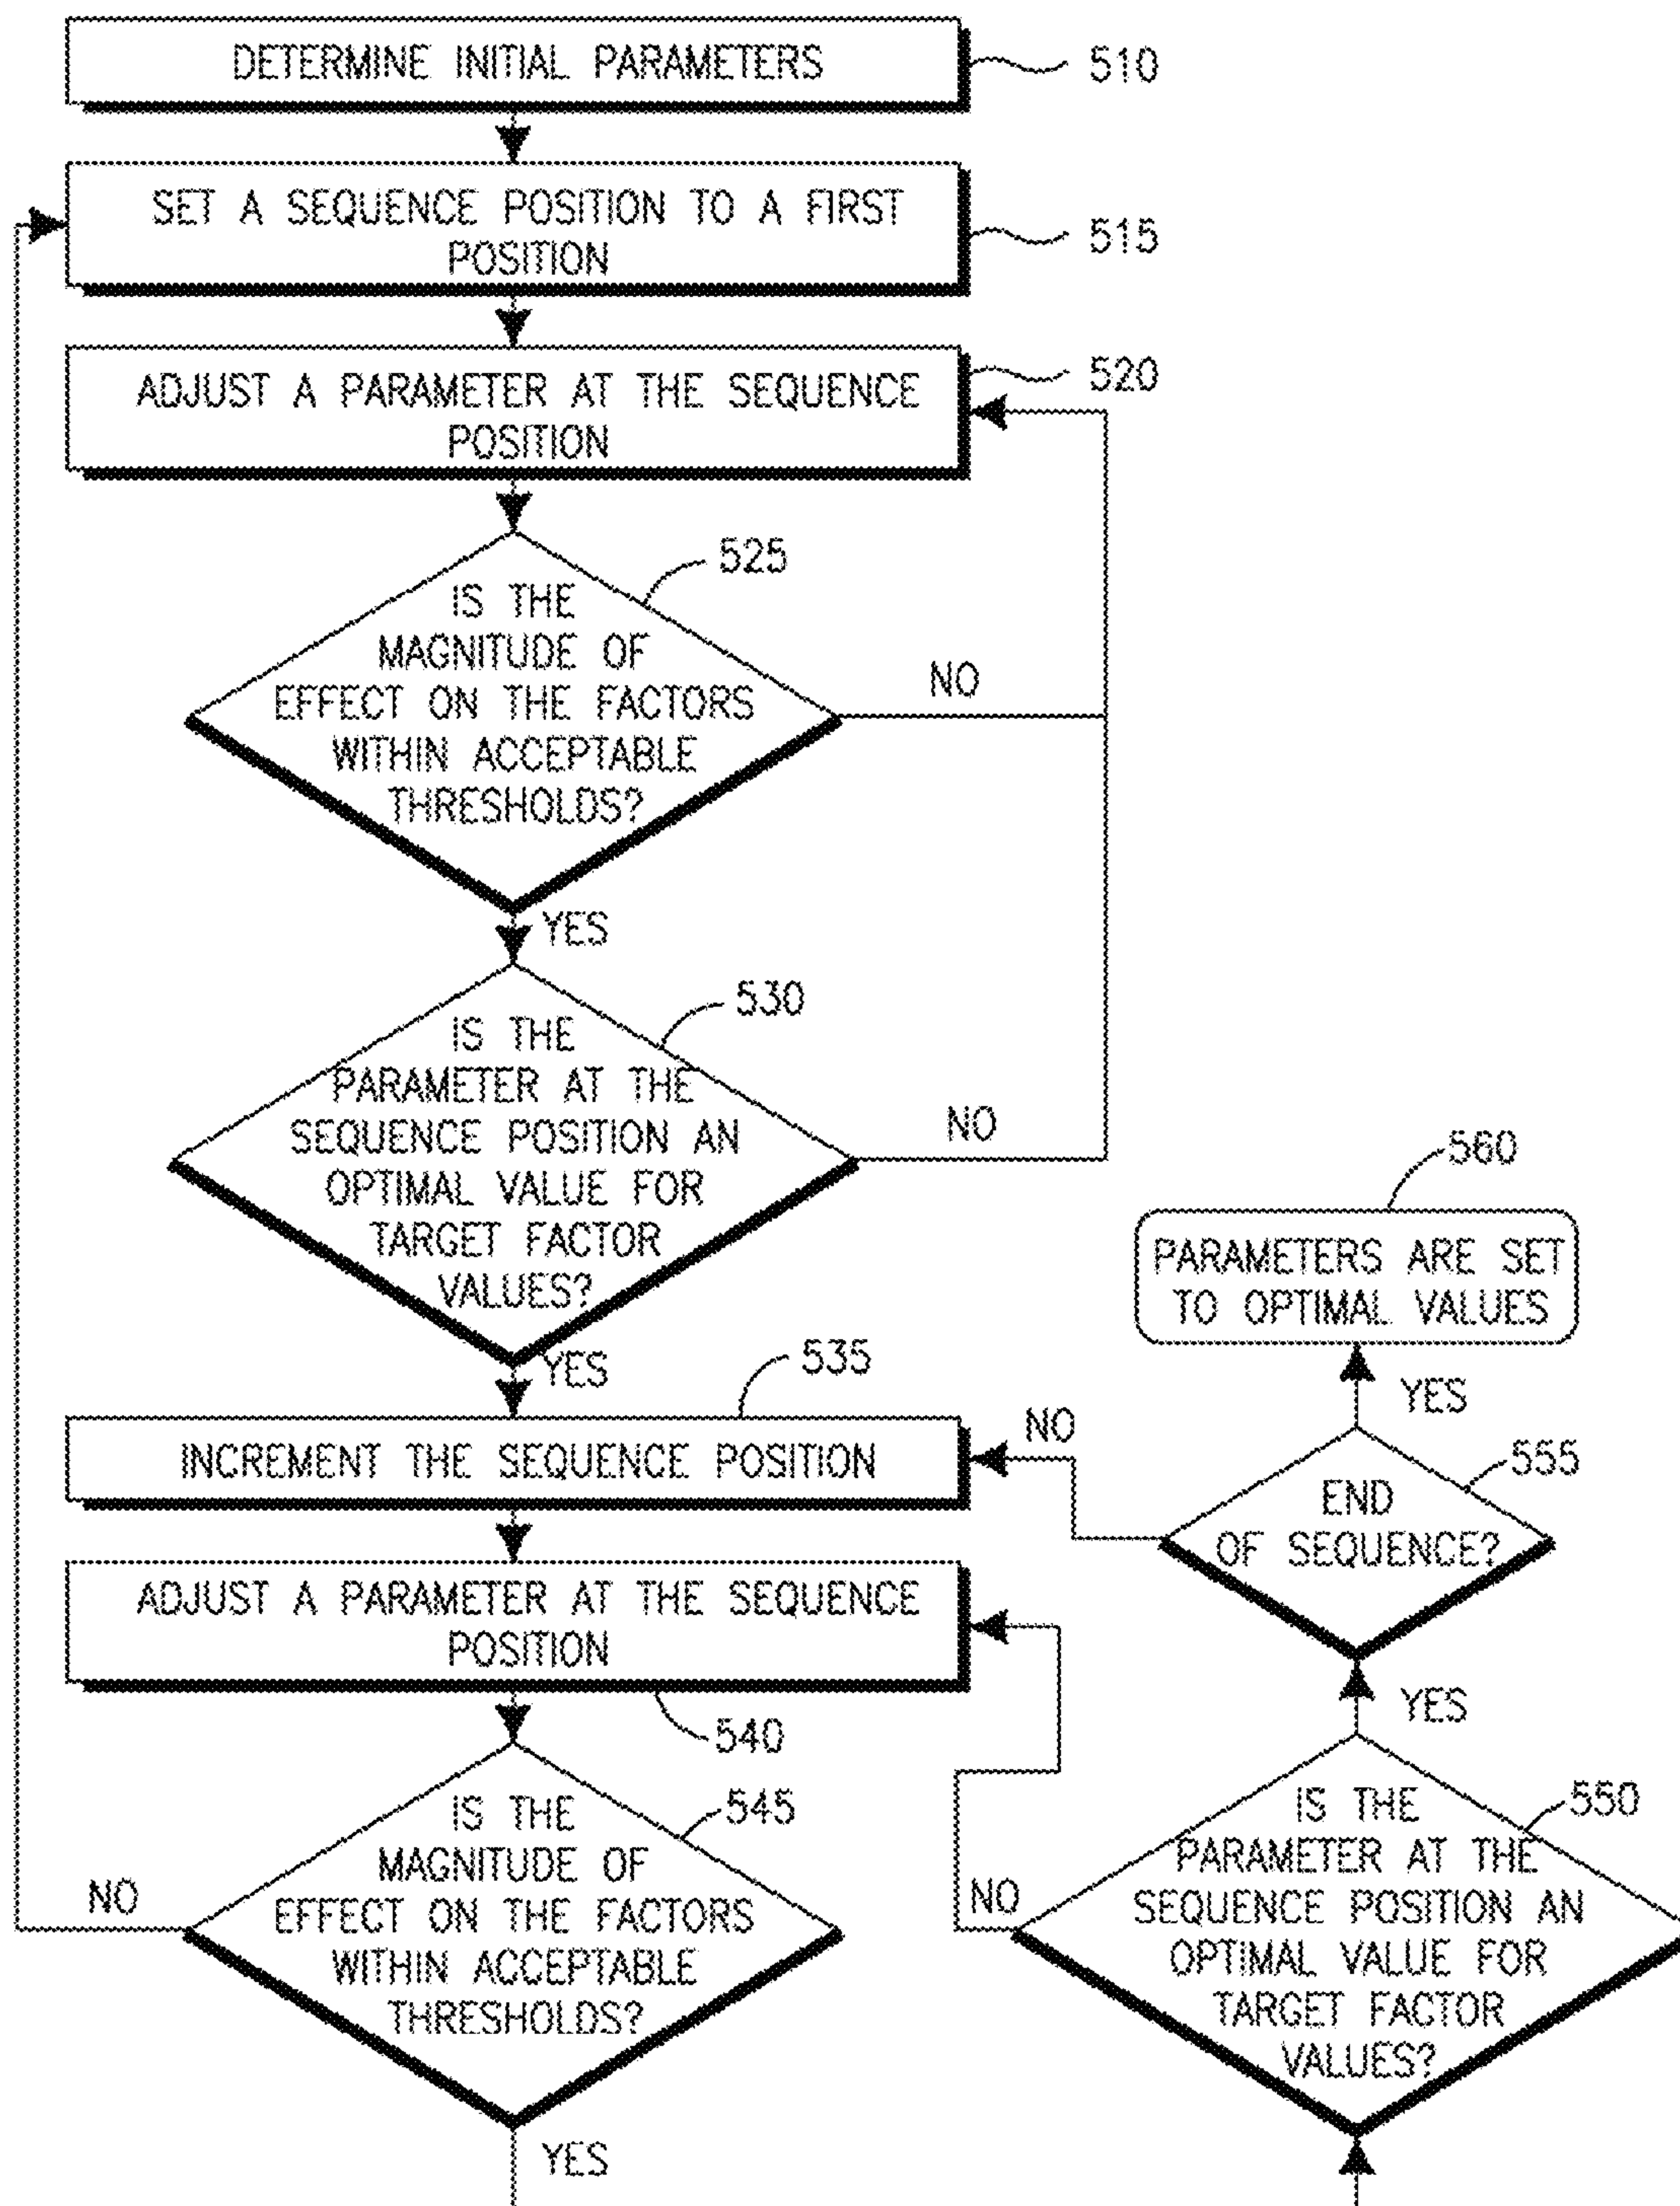 DETERMINE INITIAL PARAMETERS
510
SET A SEQUENCE POSITION TO A FIRST
POSITION
515
ADJUST A PARAMETER AT THE SEQUENCE
POSITION
520
525
IS THE
MAGNITUDE OF
EFFECT ON THE FACTORS
WITHIN ACCEPTABLE
THRESHOLDS?
NO
YES
530
IS THE
PARAMETER AT THE
SEQUENCE POSITION AN
OPTIMAL VALUE FOR
TARGET FACTOR
VALUES?
NO
YES
535
INCREMENT THE SEQUENCE POSITION
ADJUST A PARAMETER AT THE SEQUENCE
POSITION
540
545
IS THE
MAGNITUDE OF
EFFECT ON THE FACTORS
WITHIN ACCEPTABLE
THRESHOLDS?
NO
YES
550
IS THE
PARAMETER AT THE
SEQUENCE POSITION AN
OPTIMAL VALUE FOR
TARGET FACTOR
VALUES?
NO
YES
555
END
OF SEQUENCE?
NO
YES
560
PARAMETERS ARE SET
TO OPTIMAL VALUES